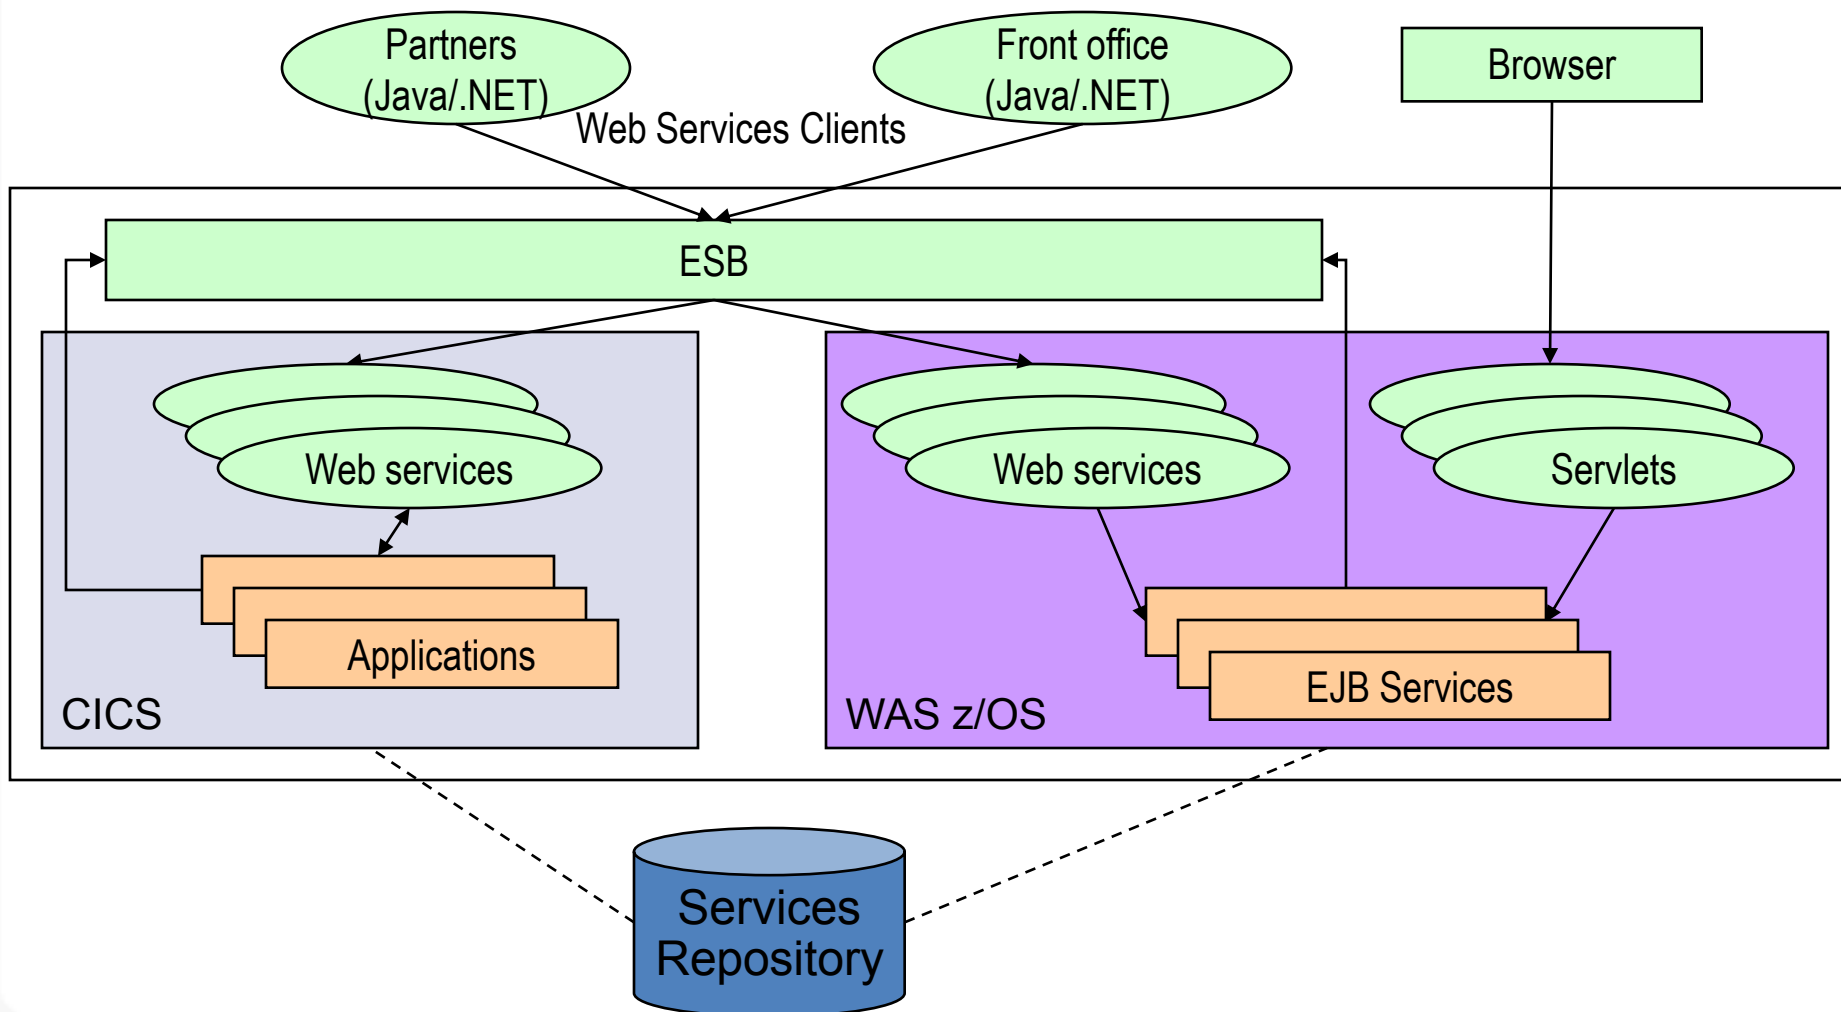 Partners
(Java/.NET)
Front office
(Java/.NET)
Browser
Web Services Clients
ESB
Web services
Web services
Servlets
Applications
EJB Services
CICS
WAS z/OS
Services
Repository